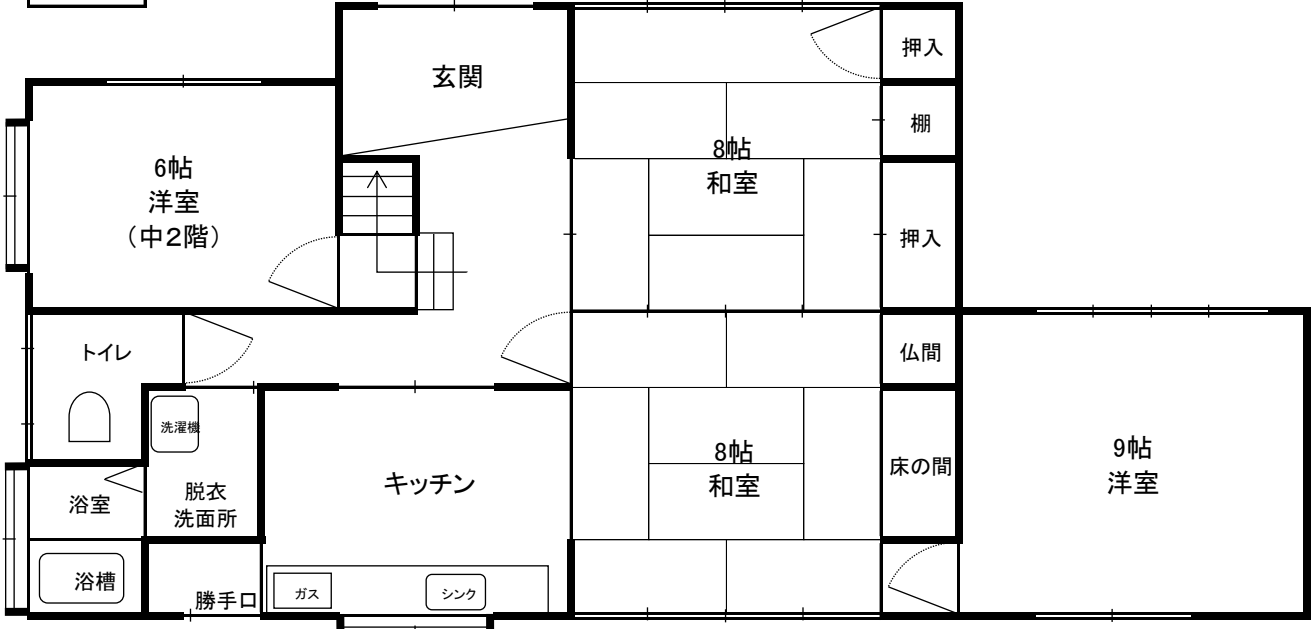 玄関
押入
棚
6帖
洋室
（中2階）
8帖
和室
押入
トイレ
仏間
洗濯機
脱衣
洗面所
浴室
浴槽
勝手口
キッチン
ガス
シンク
8帖
和室
床の間
9帖
洋室